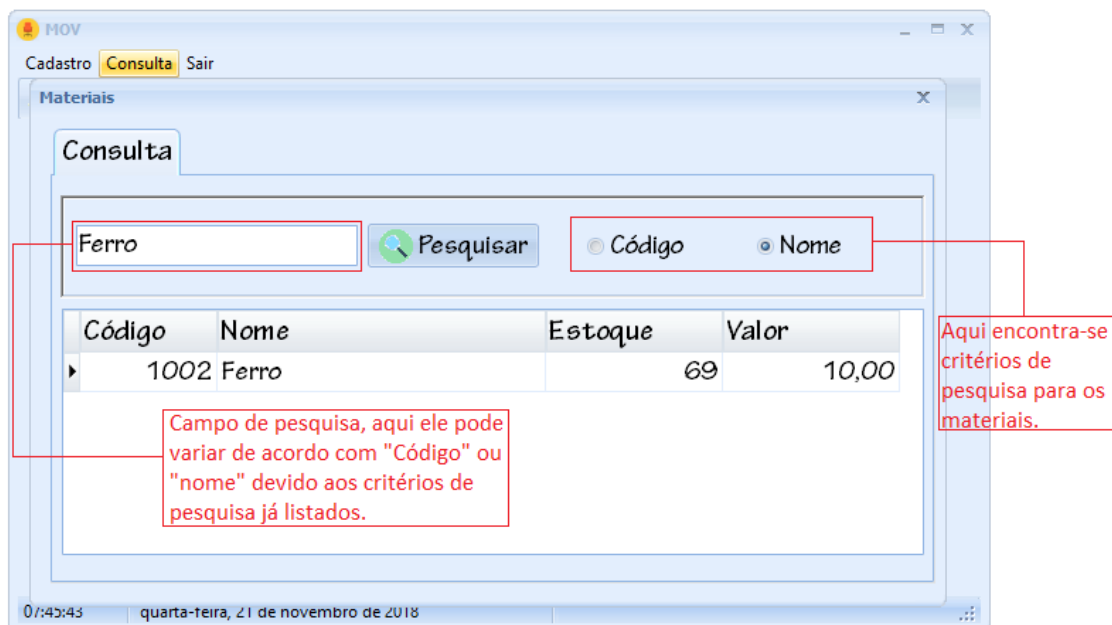 MOV
Cadastro Consulta Sair
Materiais
Consulta
Ferro
Pesquisar
Código
Nome
Código Nome Estoque Valor
1002 Ferro 69 10,00
Aqui encontra-se
critérios de
pesquisa para os
materiais.
Campo de pesquisa, aqui ele pode
variar de acordo com "Código" ou
"nome" devido aos critérios de
pesquisa já listados.
07:45:43 quarta-feira, 21 de novembro de 2018